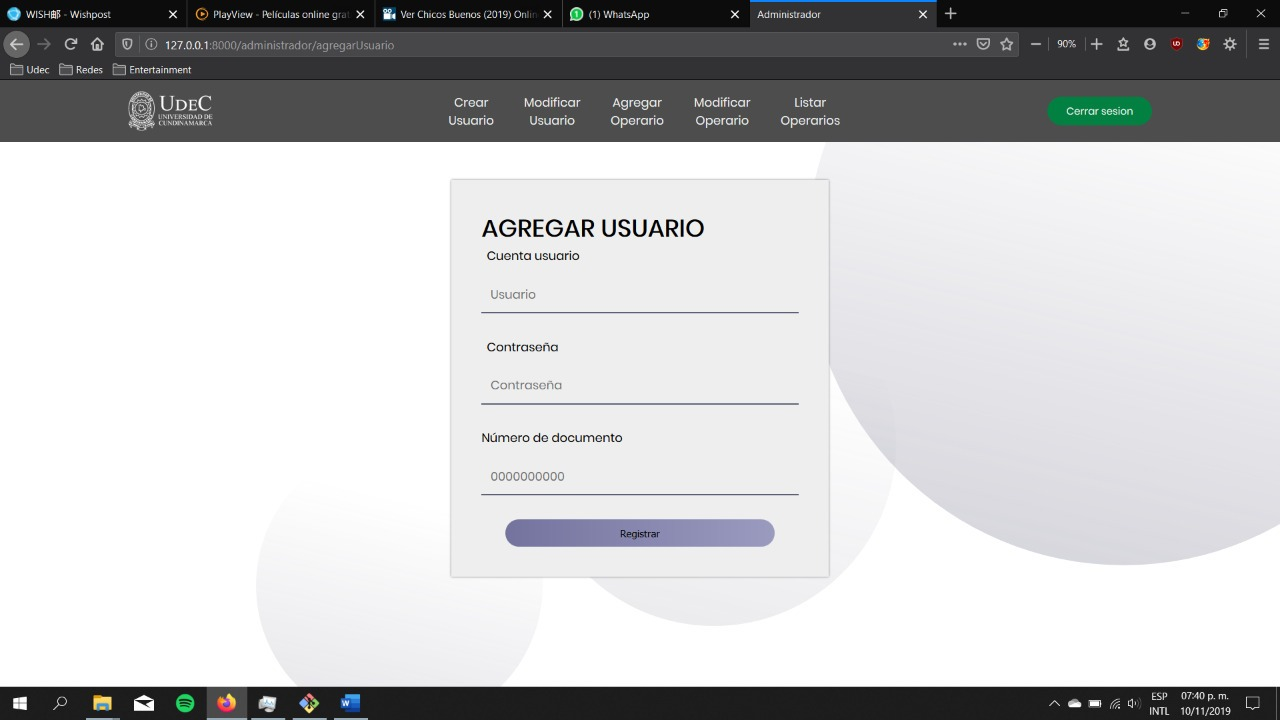 WISH邮 - Wishpost
PlayView - Películas online grat
Ver Chicos Buenos (2019) Onlin
(1) WhatsApp
Administrador
127.0.0.1:8000/administrador/agregarUsuario
90%
Udec
Redes
Entertainment
UDEC
UNIVERSIDAD DE
CUNDINAMARCA
Crear
Usuario
Modificar
Usuario
Agregar
Operario
Modificar
Operario
Listar
Operarios
Cerrar sesion
AGREGAR USUARIO
Cuenta usuario
Usuario
Contraseña
Contraseña
Número de documento
0000000000
Registrar
ESP
INTL
07:40 p. m.
10/11/2019